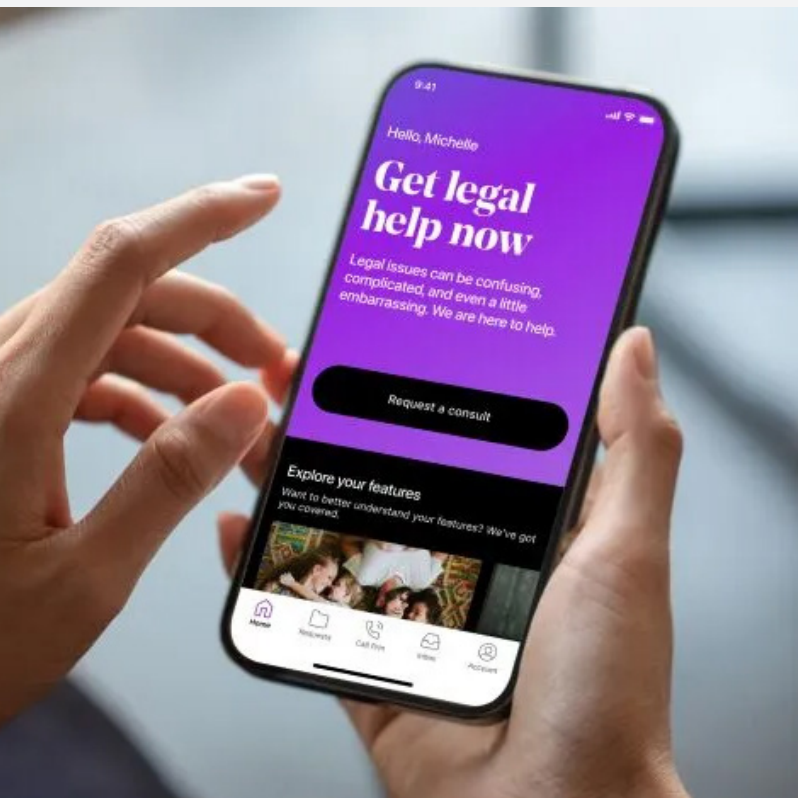 9:41
Hello, Michelle
Get legal
help now
Legal issues can be confusing,
complicated, and even a little
embarrassing. We are here to help.
Request a consult
Explore your features
Want to better understand your features? We've got
you covered.
Home
Requests
Call Firm
Inbox
Account